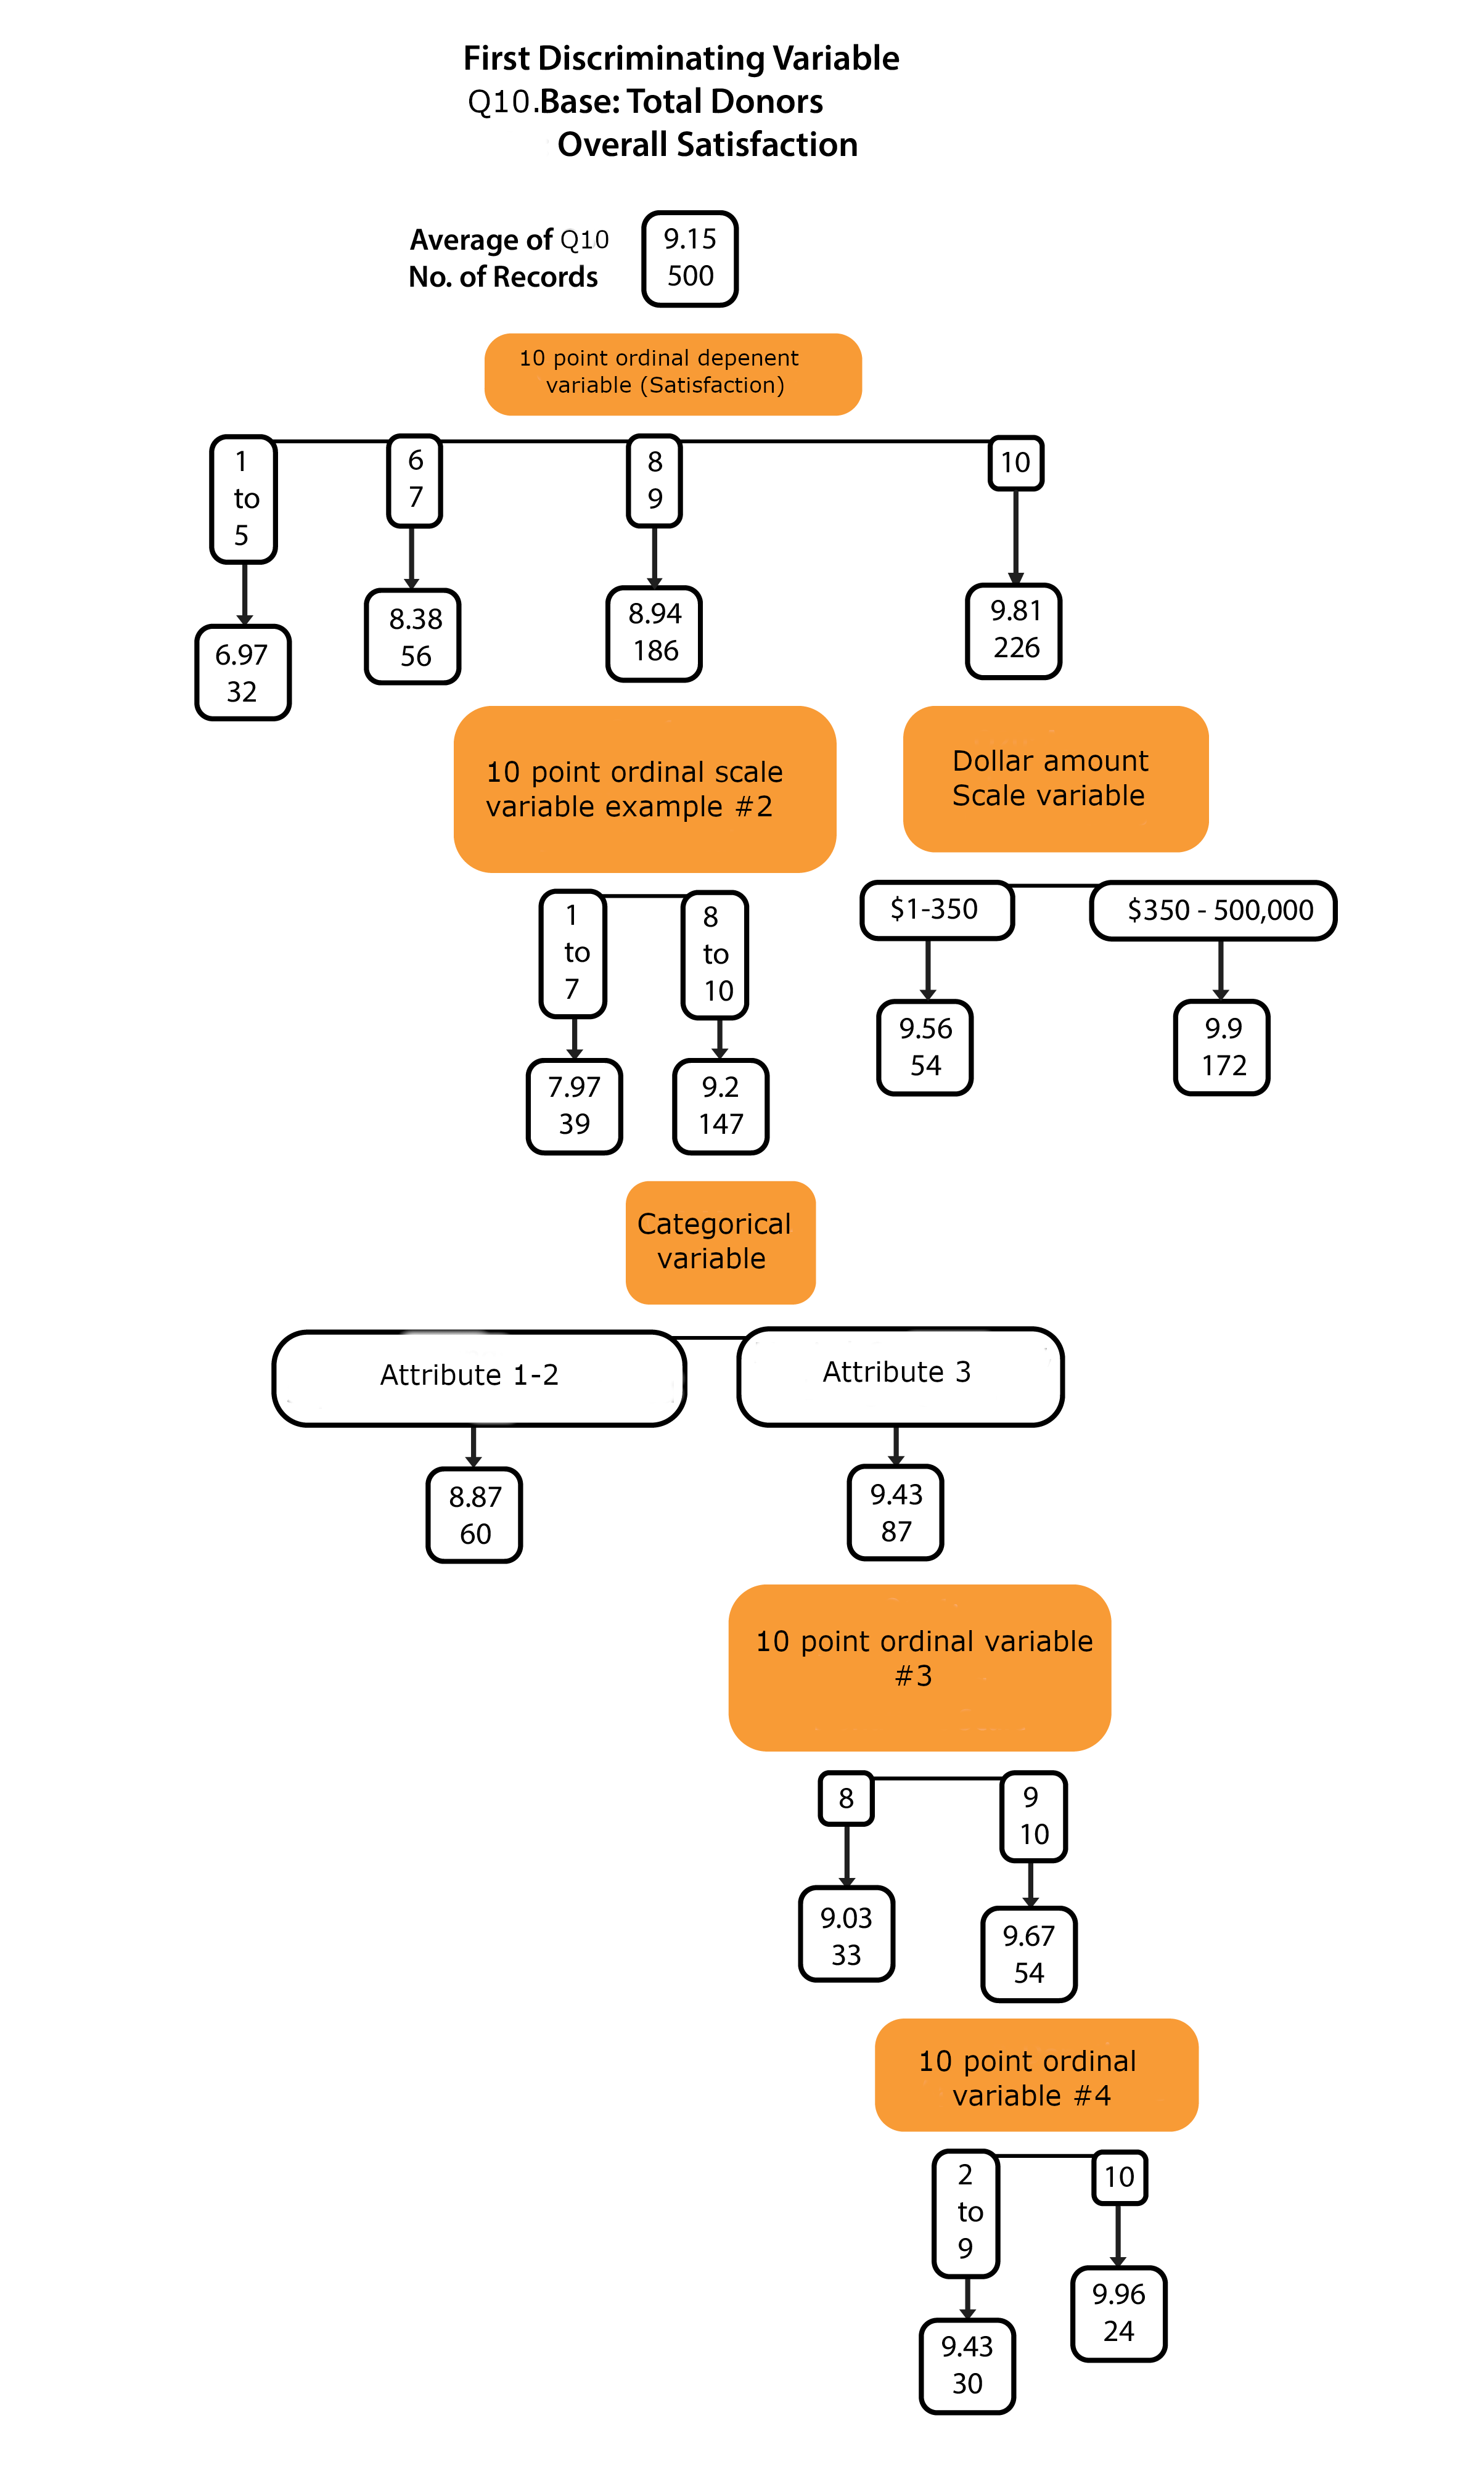 First Discriminating Variable
Q10.Base: Total Donors
Overall Satisfaction
Average of Q10
No. of Records
9.15
500
10 point ordinal depenent
variable (Satisfaction)
1
to
5
6
7
8
9
10
6.97
32
8.38
56
8.94
186
9.81
226
10 point ordinal scale
variable example #2
Dollar amount
Scale variable
1
to
7
8
to
10
$1-350
$350 - 500,000
7.97
39
9.2
147
9.56
54
9.9
172
Categorical
variable
Attribute 1-2
Attribute 3
8.87
60
9.43
87
10 point ordinal variable
#3
8
9
10
9.03
33
9.67
54
10 point ordinal
variable #4
2
to
9
10
9.43
30
9.96
24